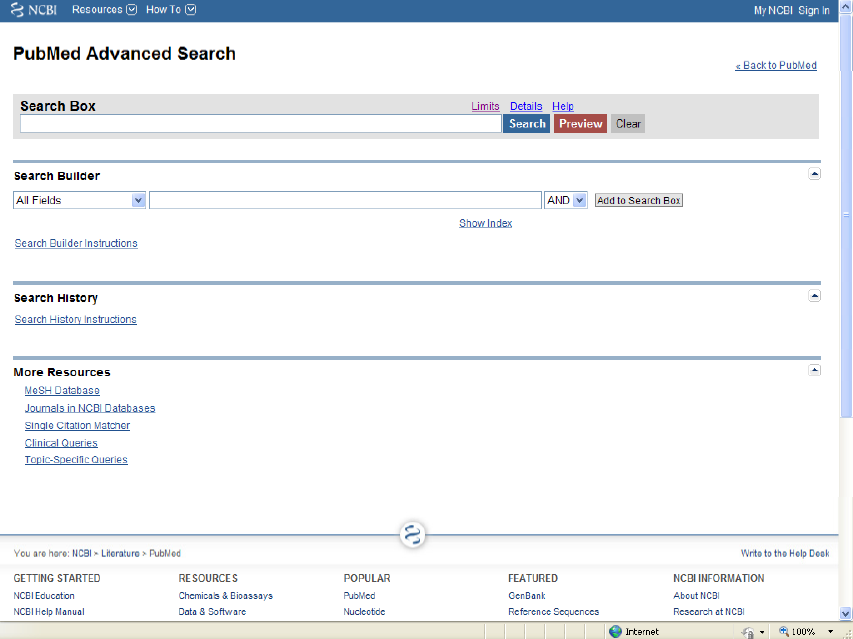 NCBI Resources How To My NCBI Sign In
PubMed Advanced Search
« Back to PubMed
Search Box Limits Details Help
Search Preview Clear
Search Builder
All Fields AND Add to Search Box
Show Index
Search Builder Instructions
Search History
Search History Instructions
More Resources
MeSH Database
Journals in NCBI Databases
Single Citation Matcher
Clinical Queries
Topic-Specific Queries
You are here: NCBI > Literature > PubMed Write to the Help Desk
GETTING STARTED RESOURCES POPULAR FEATURED NCBI INFORMATION
NCBI Education Chemicals & Bioassays PubMed GenBank About NCBI
NCBI Help Manual Data & Software Nucleotide Reference Sequences Research at NCBI
Internet 100%